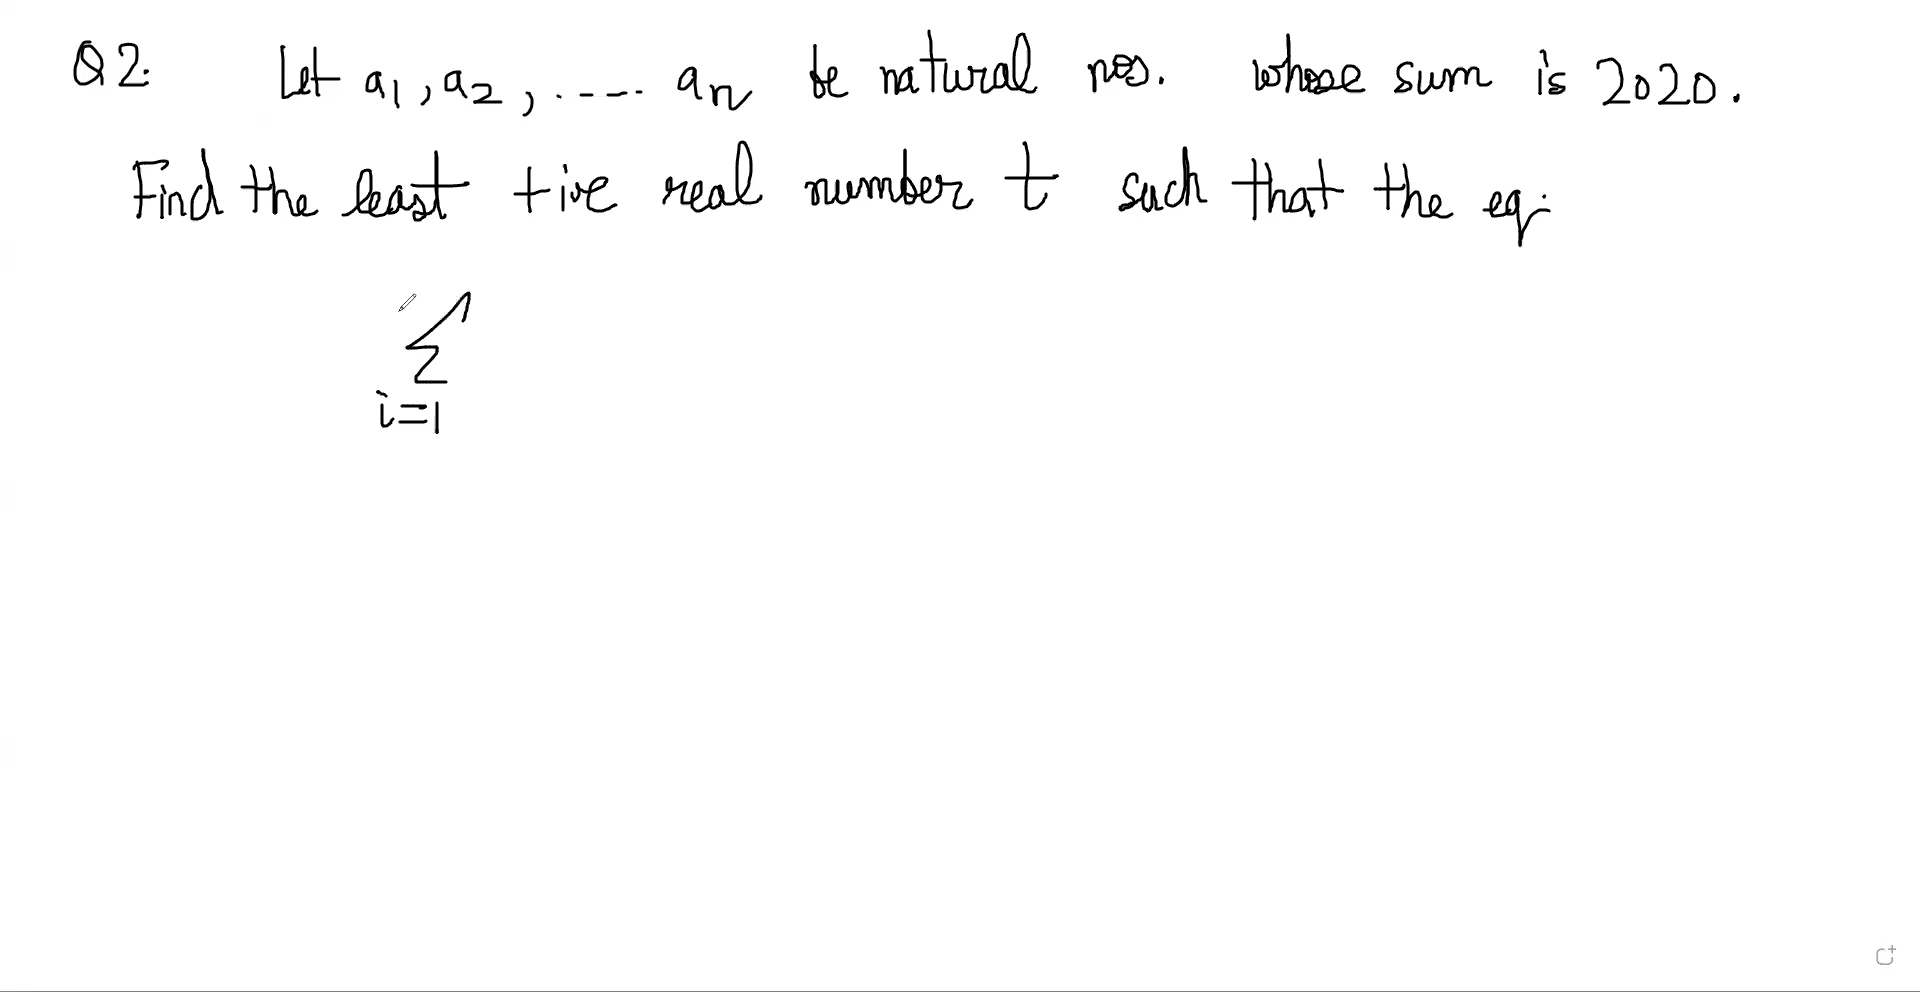 Q2. Let a₁, a₂, ..... aₙ be natural nos. whose sum is 2020.
Find the least +ive real number t such that the eq.
∑
i=1